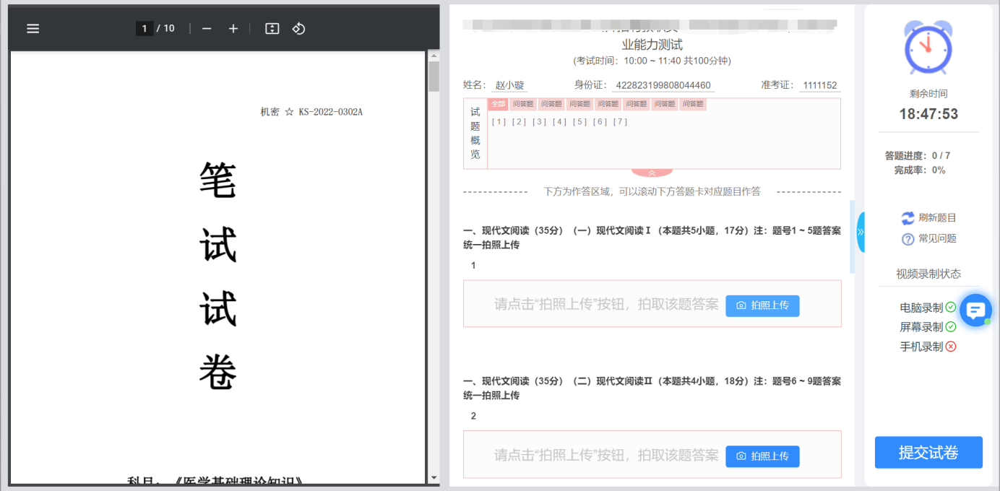 1 / 10
机密 ☆ KS-2022-0302A
笔
试
试
卷
科目：《医学基础理论知识》
业能力测试
(考试时间：10:00 ~ 11:40 共100分钟)
姓名： 赵小璇 身份证： 422823199808044460 准考证： 1111152
试题概览
全部 问答题 问答题 问答题 问答题 问答题 问答题 问答题
[1] [2] [3] [4] [5] [6] [7]
下方为作答区域，可以滚动下方答题卡对应题目作答
一、现代文阅读（35分）（一）现代文阅读Ⅰ（本题共5小题，17分）注：题号1 ~ 5题答案
统一拍照上传
1
请点击“拍照上传”按钮，拍取该题答案 拍照上传
一、现代文阅读（35分）（二）现代文阅读II（本题共4小题，18分）注：题号6 ~ 9题答案
统一拍照上传
2
请点击“拍照上传”按钮，拍取该题答案 拍照上传
剩余时间
18:47:53
答题进度：0 / 7
完成率：0%
刷新题目
常见问题
视频录制状态
电脑录制
屏幕录制
手机录制
提交试卷